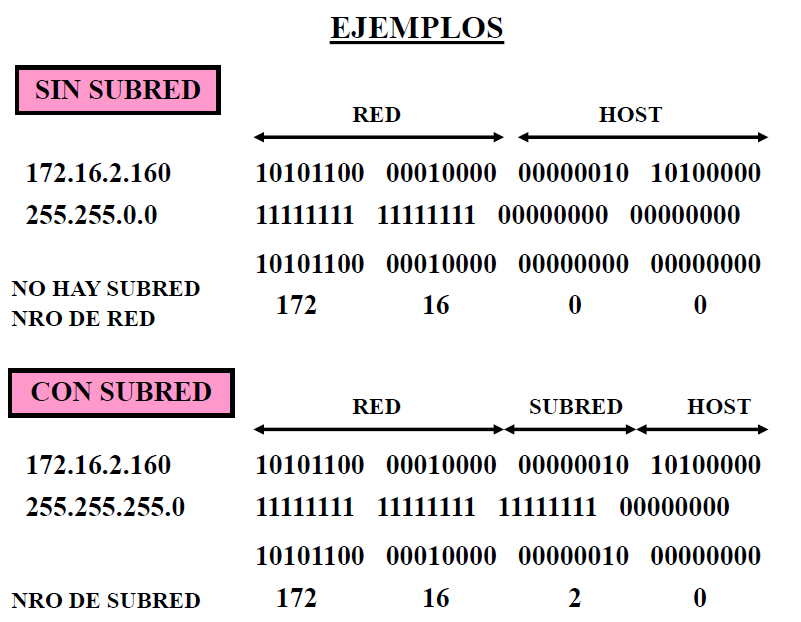 EJEMPLOS
SIN SUBRED
RED HOST
172.16.2.160 10101100 00010000 00000010 10100000
255.255.0.0 11111111 11111111 00000000 00000000
10101100 00010000 00000000 00000000
NO HAY SUBRED
NRO DE RED 172 16 0 0
CON SUBRED
RED SUBRED HOST
172.16.2.160 10101100 00010000 00000010 10100000
255.255.255.0 11111111 11111111 11111111 00000000
10101100 00010000 00000010 00000000
NRO DE SUBRED 172 16 2 0